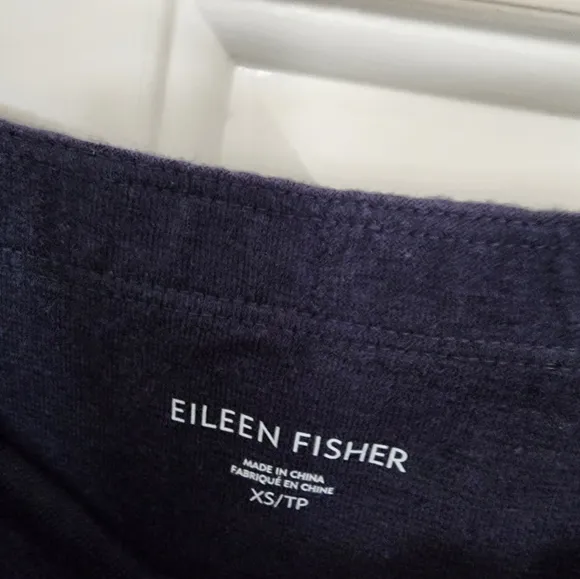 EILEEN FISHER
MADE IN CHINA
FABRIQUÉ EN CHINE
XS/TP